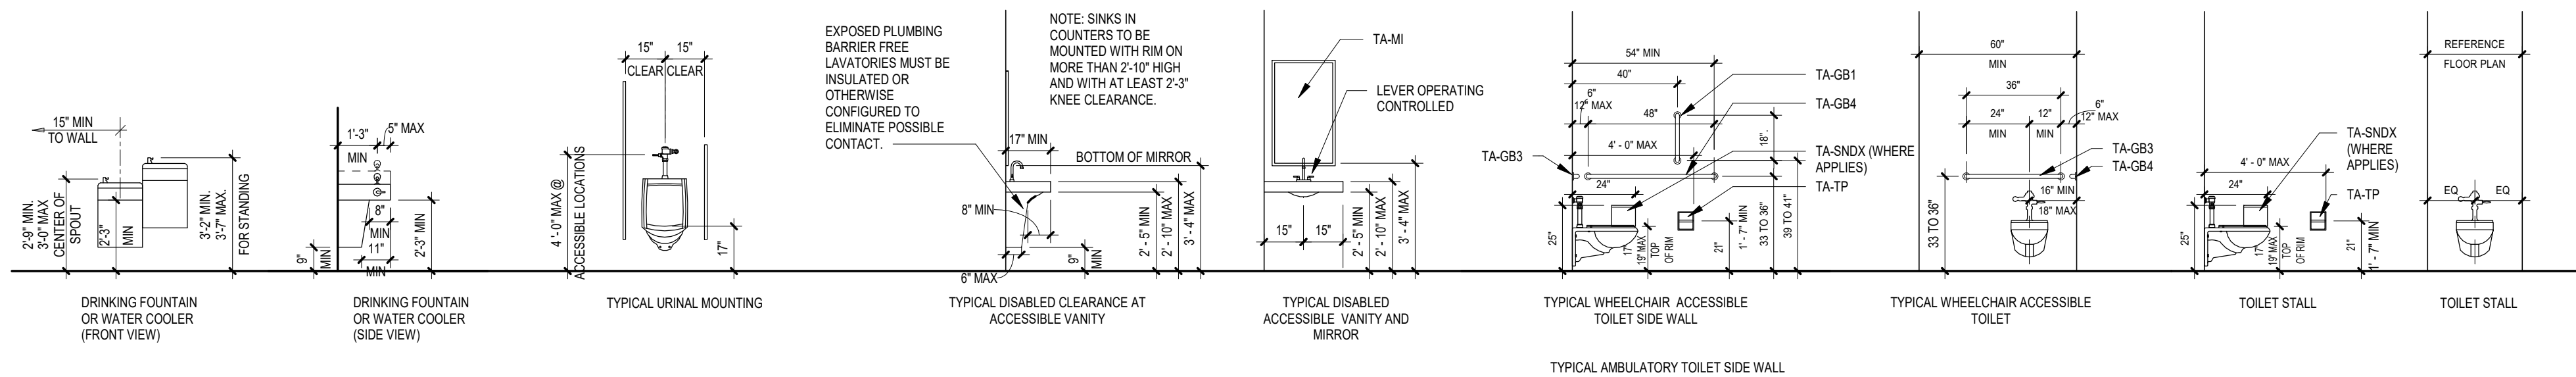 15" MIN
TO WALL
2'-9" MIN.
3'-0" MAX
CENTER OF
SPOUT
2'-3"
MIN
3'-2" MIN.
3'-7" MAX.
FOR STANDING
DRINKING FOUNTAIN
OR WATER COOLER
(FRONT VIEW)
1'-3"
MIN
5" MAX
8"
MIN
11"
MIN
9"
MIN
2'-3" MIN
DRINKING FOUNTAIN
OR WATER COOLER
(SIDE VIEW)
15" 15"
CLEAR CLEAR
4 '- 0" MAX @
ACCESSIBLE LOCATIONS
17"
TYPICAL URINAL MOUNTING
EXPOSED PLUMBING
BARRIER FREE
LAVATORIES MUST BE
INSULATED OR
OTHERWISE
CONFIGURED TO
ELIMINATE POSSIBLE
CONTACT.
NOTE: SINKS IN
COUNTERS TO BE
MOUNTED WITH RIM ON
MORE THAN 2'-10" HIGH
AND WITH AT LEAST 2'-3"
KNEE CLEARANCE.
17" MIN
BOTTOM OF MIRROR
8" MIN
6" MAX
9"
MIN
2' - 5" MIN
2' - 10" MAX
3' - 4" MAX
TYPICAL DISABLED CLEARANCE AT
ACCESSIBLE VANITY
TA-MI
LEVER OPERATING
CONTROLLED
15" 15"
2' - 5" MIN
2' - 10" MAX
3' - 4" MAX
TYPICAL DISABLED
ACCESSIBLE VANITY AND
MIRROR
54" MIN
40"
6"
12" MAX
48"
4' - 0" MAX
18" .
TA-GB1
TA-GB4
TA-SNDX (WHERE
APPLIES)
TA-TP
TA-GB3
24"
25"
17"
19" MAX
TOP
OF RIM
21"
1' - 7" MIN
33 TO 36"
39 TO 41"
TYPICAL WHEELCHAIR ACCESSIBLE
TOILET SIDE WALL
60"
MIN
36"
24"
MIN
12"
MIN
6"
12" MAX
TA-GB3
TA-GB4
16" MIN
18" MAX
33 TO 36"
TYPICAL WHEELCHAIR ACCESSIBLE
TOILET
4' - 0" MAX
24"
TA-SNDX
(WHERE
APPLIES)
TA-TP
25"
17"
19" MAX
TOP
OF RIM
21"
1' - 7" MIN
TOILET STALL
REFERENCE
FLOOR PLAN
EQ EQ
TOILET STALL
TYPICAL AMBULATORY TOILET SIDE WALL